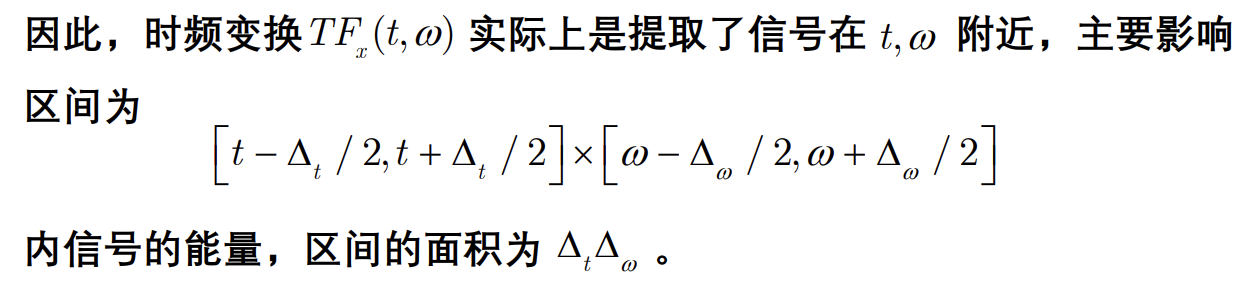 因此，时频变换 $TF_x(t,\omega)$ 实际上是提取了信号在 $t,\omega$ 附近，主要影响
区间为
$\left[t-\Delta_t/2,t+\Delta_t/2\right]\times\left[\omega-\Delta_\omega/2,\omega+\Delta_\omega/2\right]$
内信号的能量，区间的面积为 $\Delta_t\Delta_\omega$ 。